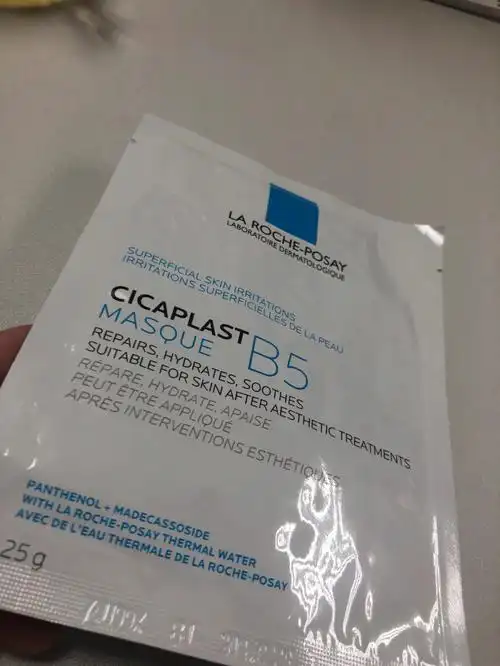 LA ROCHE-POSAY
LABORATOIRE DERMATOLOGIQUE
SUPERFICIAL SKIN IRRITATIONS
IRRITATIONS SUPERFICIELLES DE LA PEAU
CICAPLAST
MASQUE B5
REPAIRS, HYDRATES, SOOTHES
SUITABLE FOR SKIN AFTER AESTHETIC TREATMENTS
RÉPARE, HYDRATE, APAISE
PEUT ÊTRE APPLIQUÉ
APRÈS INTERVENTIONS ESTHÉTIQUES
PANTHENOL + MADECASSOSIDE
WITH LA ROCHE-POSAY THERMAL WATER
AVEC DE L'EAU THERMALE DE LA ROCHE-POSAY
25 g